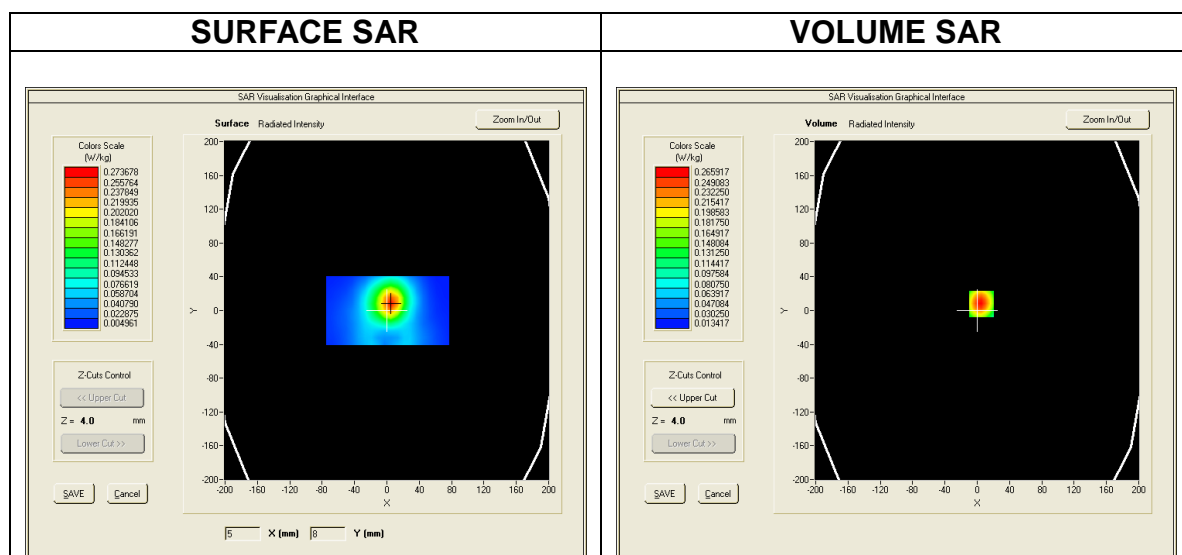 SURFACE SAR
VOLUME SAR
SAR Visualisation Graphical Interface
Surface Radiated Intensity
Zoom In/Out
Colors Scale
(W/kg)
0.273678
0.255764
0.237849
0.219935
0.202020
0.184106
0.166191
0.148277
0.130362
0.112448
0.094533
0.076619
0.058704
0.040790
0.022875
0.004961
200
160
120
80
40
0
-40
-80
-120
-160
-200
Y
-200 -160 -120 -80 -40 0 40 80 120 160 200
X
Z-Cuts Control
<< Upper Cut
Z = 4.0 mm
Lower Cut >>
SAVE Cancel
5 X (mm) 8 Y (mm)
SAR Visualisation Graphical Interface
Volume Radiated Intensity
Zoom In/Out
Colors Scale
(W/kg)
0.265917
0.249083
0.232250
0.215417
0.198583
0.181750
0.164917
0.148084
0.131250
0.114417
0.097584
0.080750
0.063917
0.047084
0.030250
0.013417
200
160
120
80
40
0
-40
-80
-120
-160
-200
Y
-200 -160 -120 -80 -40 0 40 80 120 160 200
X
Z-Cuts Control
<< Upper Cut
Z = 4.0 mm
Lower Cut >>
SAVE Cancel